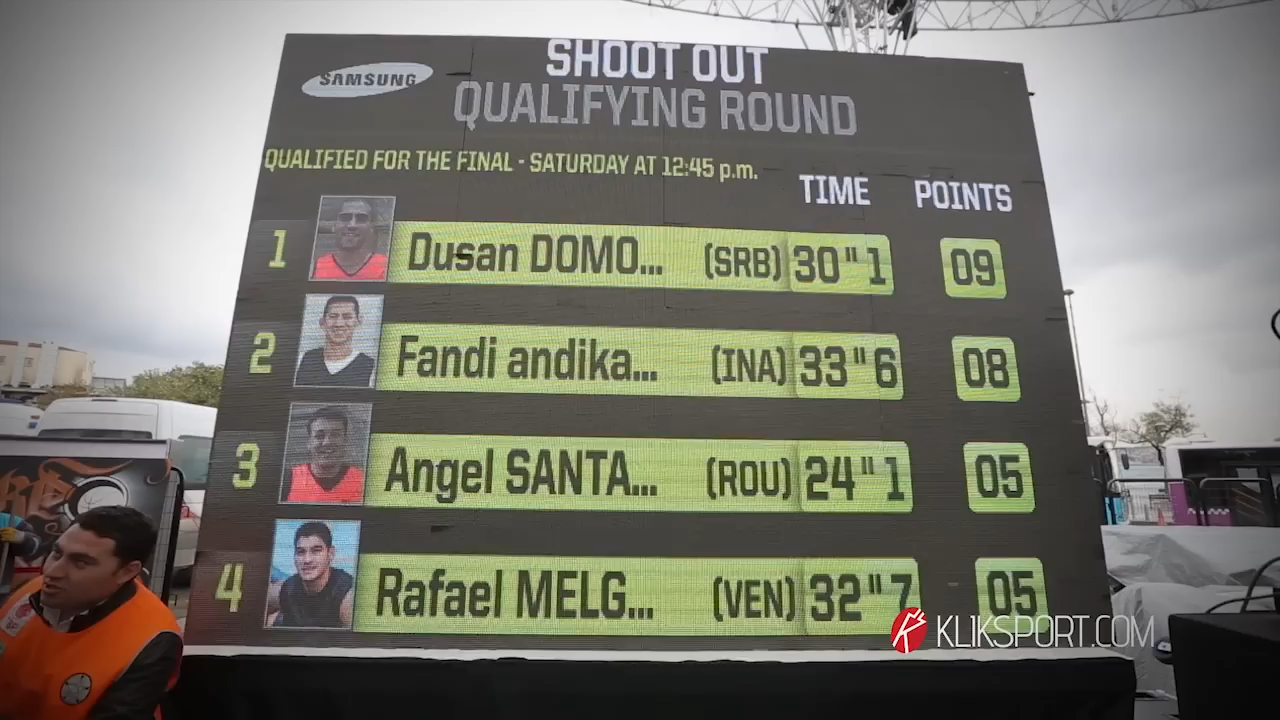 SAMSUNG
SHOOT OUT
QUALIFYING ROUND
QUALIFIED FOR THE FINAL - SATURDAY AT 12:45 p.m.
TIME POINTS
1 Dusan DOMO... (SRB) 30"1 09
2 Fandi andika... (INA) 33"6 08
3 Angel SANTA... (ROU) 24"1 05
4 Rafael MELG... (VEN) 32"7 05
KLIKSPORT.COM